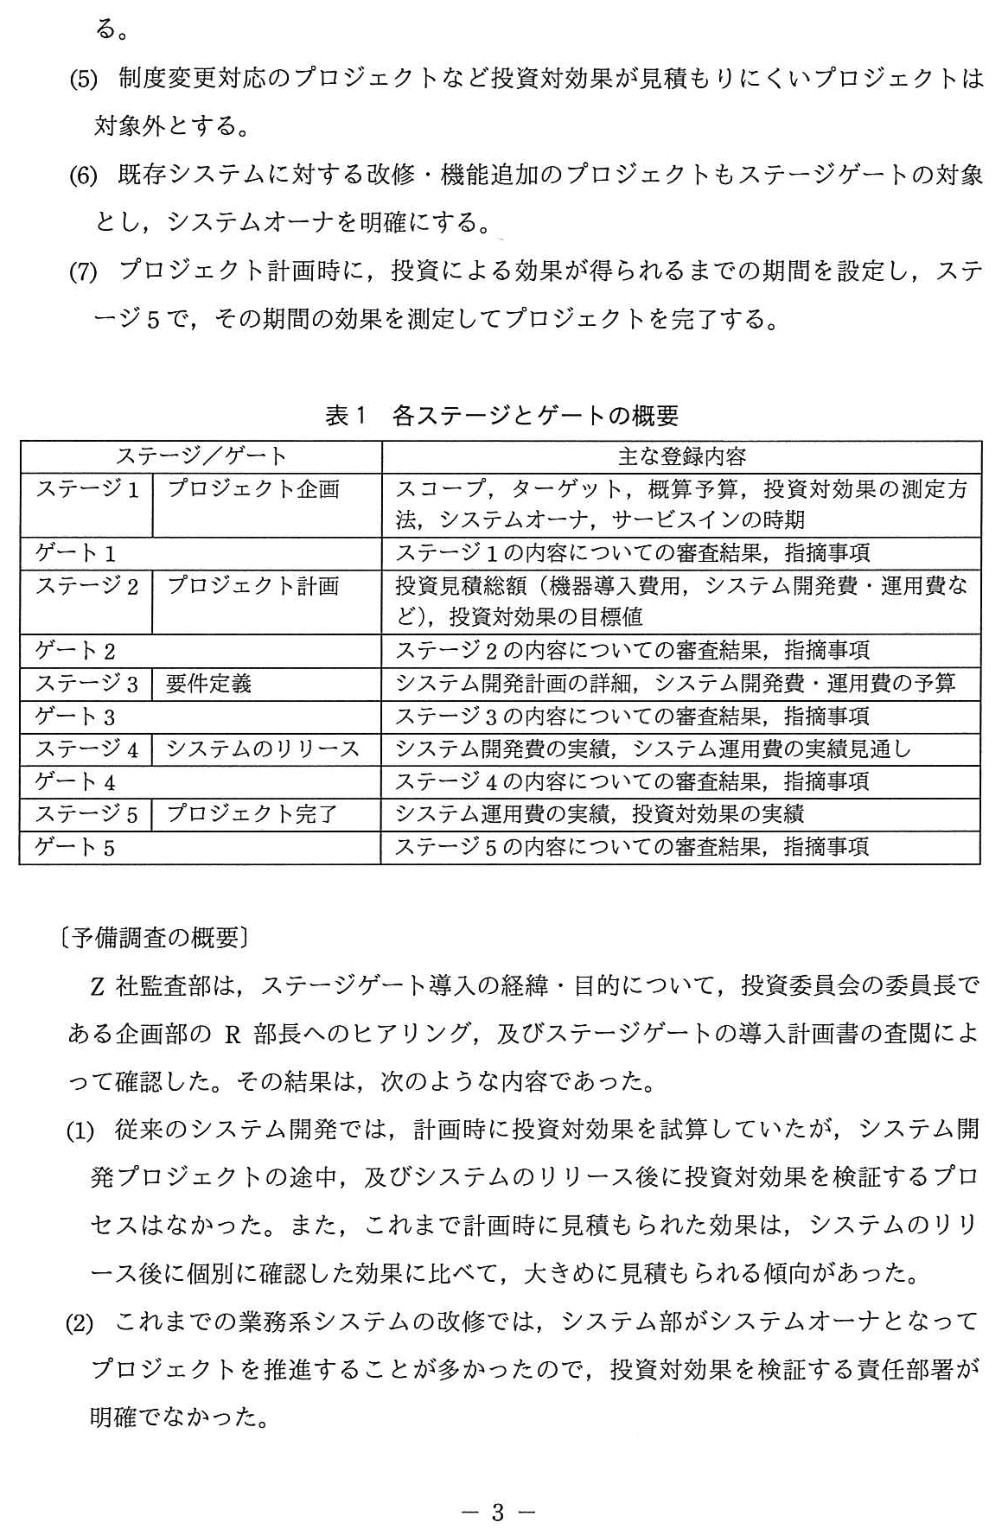 る。
(5) 制度変更対応のプロジェクトなど投資対効果が見積もりにくいプロジェクトは
対象外とする。
(6) 既存システムに対する改修・機能追加のプロジェクトもステージゲートの対象
とし，システムオーナを明確にする。
(7) プロジェクト計画時に，投資による効果が得られるまでの期間を設定し，ステ
ージ 5 で，その期間の効果を測定してプロジェクトを完了する。
表 1 各ステージとゲートの概要
ステージ／ゲート 主な登録内容
ステージ 1 プロジェクト企画 スコープ，ターゲット，概算予算，投資対効果の測定方
法，システムオーナ，サービスインの時期
ゲート 1 ステージ 1 の内容についての審査結果，指摘事項
ステージ 2 プロジェクト計画 投資見積総額（機器導入費用，システム開発費・運用費な
ど），投資対効果の目標値
ゲート 2 ステージ 2 の内容についての審査結果，指摘事項
ステージ 3 要件定義 システム開発計画の詳細，システム開発費・運用費の予算
ゲート 3 ステージ 3 の内容についての審査結果，指摘事項
ステージ 4 システムのリリース システム開発費の実績，システム運用費の実績見通し
ゲート 4 ステージ 4 の内容についての審査結果，指摘事項
ステージ 5 プロジェクト完了 システム運用費の実績，投資対効果の実績
ゲート 5 ステージ 5 の内容についての審査結果，指摘事項
〔予備調査の概要〕
Z 社監査部は，ステージゲート導入の経緯・目的について，投資委員会の委員長で
ある企画部の R 部長へのヒアリング，及びステージゲートの導入計画書の査閲によ
って確認した。その結果は，次のような内容であった。
(1) 従来のシステム開発では，計画時に投資対効果を試算していたが，システム開
発プロジェクトの途中，及びシステムのリリース後に投資対効果を検証するプロ
セスはなかった。また，これまで計画時に見積もられた効果は，システムのリリ
ース後に個別に確認した効果に比べて，大きめに見積もられる傾向があった。
(2) これまでの業務系システムの改修では，システム部がシステムオーナとなって
プロジェクトを推進することが多かったので，投資対効果を検証する責任部署が
明確でなかった。
― 3 ―